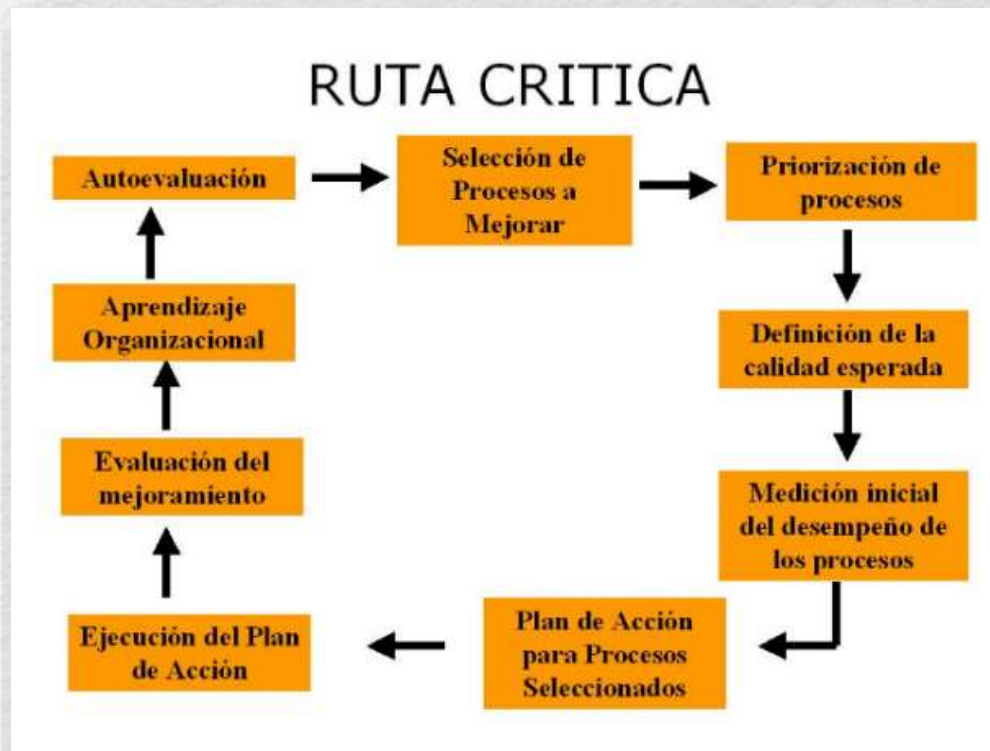 RUTA CRITICA
Autoevaluación
Selección de
Procesos a
Mejorar
Priorización de
procesos
Definición de la
calidad esperada
Medición inicial
del desempeño de
los procesos
Plan de Acción
para Procesos
Seleccionados
Ejecución del Plan
de Acción
Evaluación del
mejoramiento
Aprendizaje
Organizacional